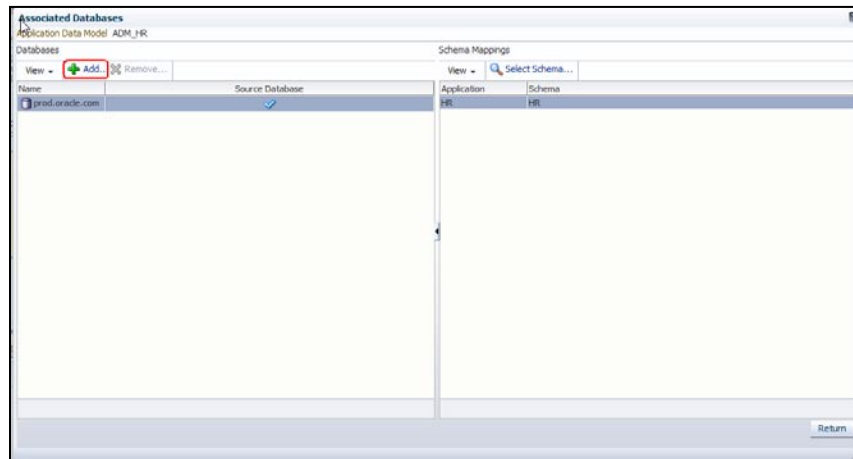 Associated Databases
Application Data Model ADM_HR
Databases
View Add... Remove...
Name Source Database
prod.oracle.com
Schema Mappings
View Select Schema...
Application Schema
HR HR
Return